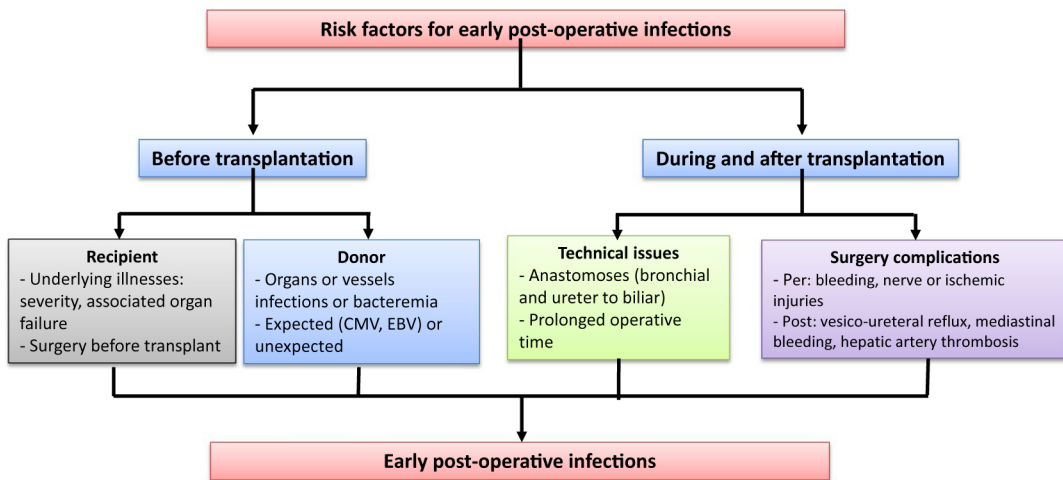 Risk factors for early post-operative infections
Before transplantation
During and after transplantation
Recipient
- Underlying illnesses:
severity, associated organ
failure
- Surgery before transplant
Donor
- Organs or vessels
infections or bacteremia
- Expected (CMV, EBV) or
unexpected
Technical issues
- Anastomoses (bronchial
and ureter to biliar)
- Prolonged operative
time
Surgery complications
- Per: bleeding, nerve or ischemic
injuries
- Post: vesico-ureteral reflux, mediastinal
bleeding, hepatic artery thrombosis
Early post-operative infections